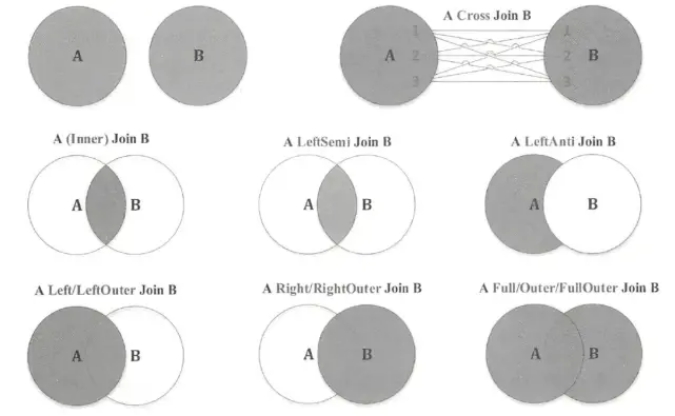 A
B
A Cross Join B
A
1
2
3
1
2
3
B
A (Inner) Join B
A
B
A LeftSemi Join B
A
B
A LeftAnti Join B
A
B
A Left/LeftOuter Join B
A
B
A Right/RightOuter Join B
A
B
A Full/Outer/FullOuter Join B
A
B